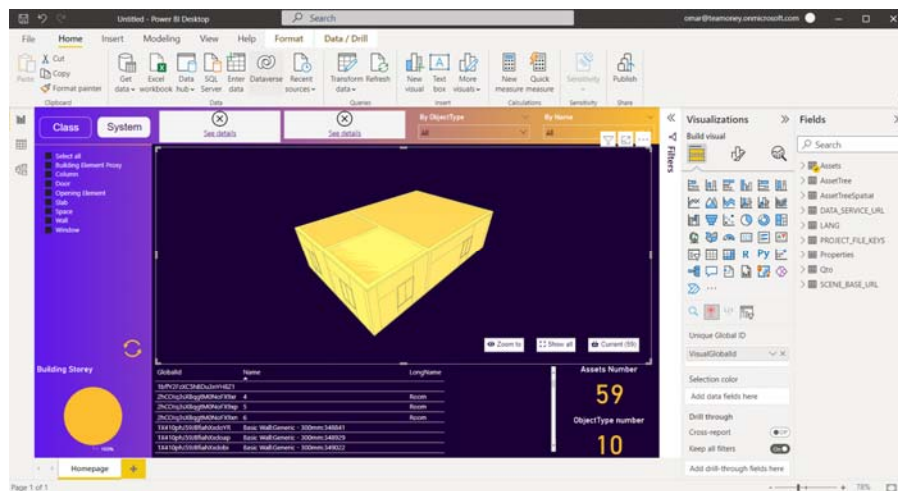 Untitled - Power BI Desktop
Search
omar@teamoney.onmicrosoft.com
File Home Insert Modeling View Help Format Data / Drill
Paste
Cut
Copy
Format painter
Get data
Excel workbook
Data hub
SQL Server
Enter data
Dataverse
Recent sources
Transform data
Refresh
New visual
Text box
More visuals
New measure
Quick measure
Sensitivity
Publish
Clipboard Data Queries Insert Calculations Sensitivity Share
Class System
See details
See details
By ObjectType
All
By Name
All
Select all
Building Element Proxy
Column
Door
Opening Element
Slab
Space
Wall
Window
Zoom to
Show all
Current (59)
Building Storey
100%
GlobalId Name LongName
4 Room
5 Room
6 Room
Basic Wall:Generic - 300mm:348841
Basic Wall:Generic - 300mm:348929
Basic Wall:Generic - 300mm:349022
Assets Number
59
ObjectType number
10
Filters
Visualizations
Build visual
R Py
Unique Global ID
VisualGlobalId
Selection color
Add data fields here
Drill through
Cross-report
Off
Keep all filters
On
Add drill-through fields here
Fields
Search
Assets
AssetTree
AssetTreeSpatial
DATA_SERVICE_URL
LANG
PROJECT_FILE_KEYS
Properties
Qto
SCENE_BASE_URL
Homepage
Page 1 of 1
78%